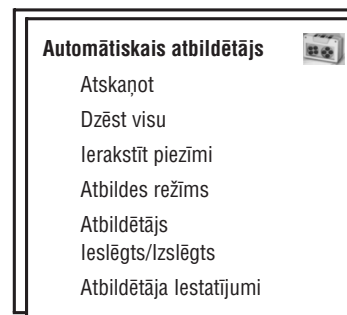 Automātiskais atbildētājs
Atskaņot
Dzēst visu
Ierakstīt piezīmi
Atbildes režīms
Atbildētājs
Ieslēgts/Izslēgts
Atbildētāja Iestatījumi